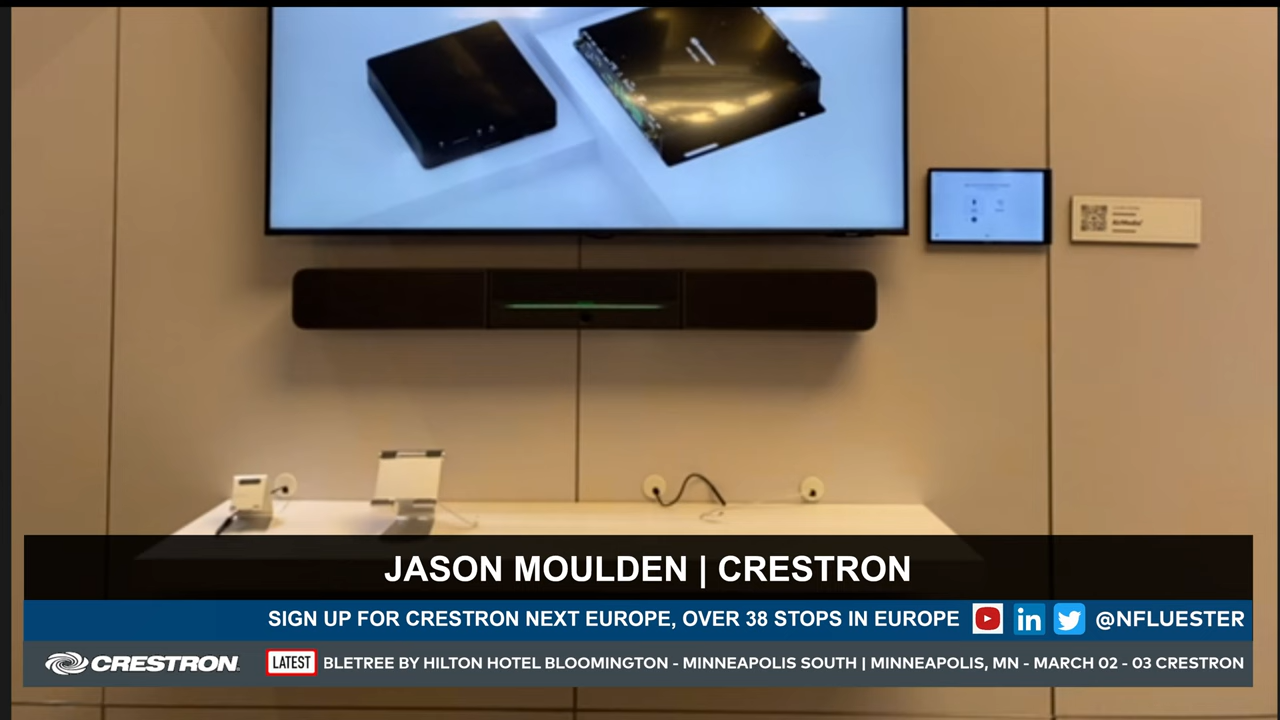 AirMedia
JASON MOULDEN | CRESTRON
SIGN UP FOR CRESTRON NEXT EUROPE, OVER 38 STOPS IN EUROPE
@NFLUESTER
CRESTRON
LATEST
BLETREE BY HILTON HOTEL BLOOMINGTON - MINNEAPOLIS SOUTH | MINNEAPOLIS, MN - MARCH 02 - 03 CRESTRON